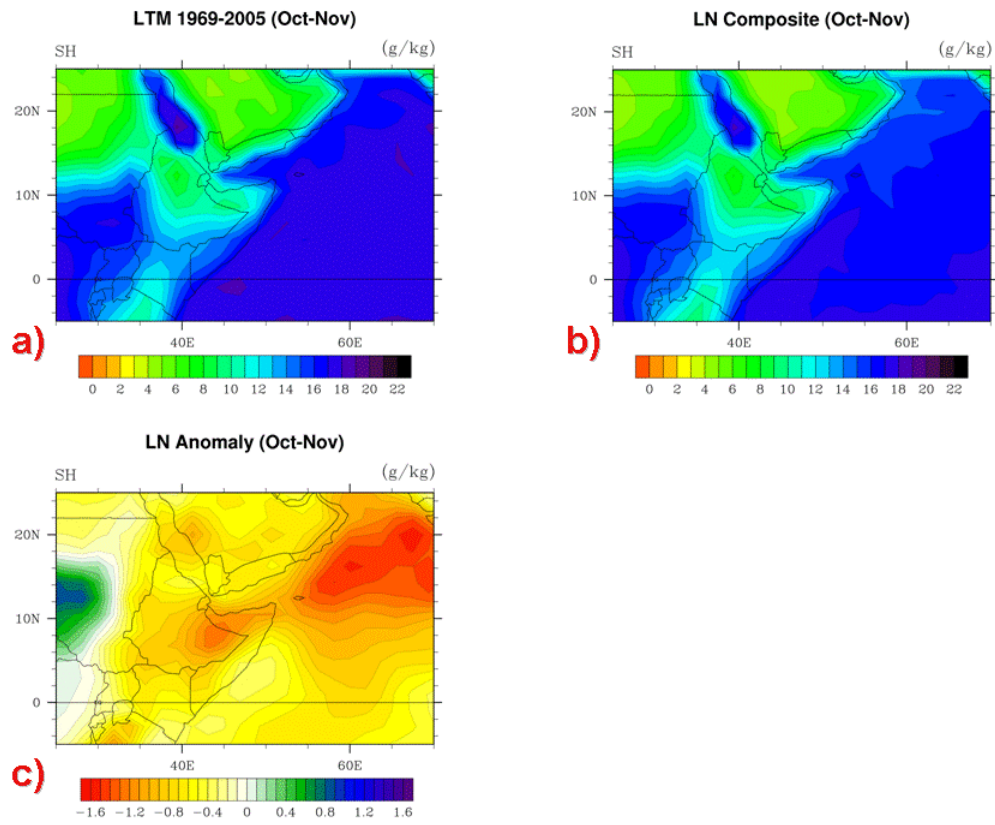 LTM 1969-2005 (Oct-Nov)
SH (g/kg)
20N
10N
0
40E 60E
a)
0 2 4 6 8 10 12 14 16 18 20 22
LN Composite (Oct-Nov)
SH (g/kg)
20N
10N
0
40E 60E
b)
0 2 4 6 8 10 12 14 16 18 20 22
LN Anomaly (Oct-Nov)
SH (g/kg)
20N
10N
0
40E 60E
c)
-1.6 -1.2 -0.8 -0.4 0 0.4 0.8 1.2 1.6